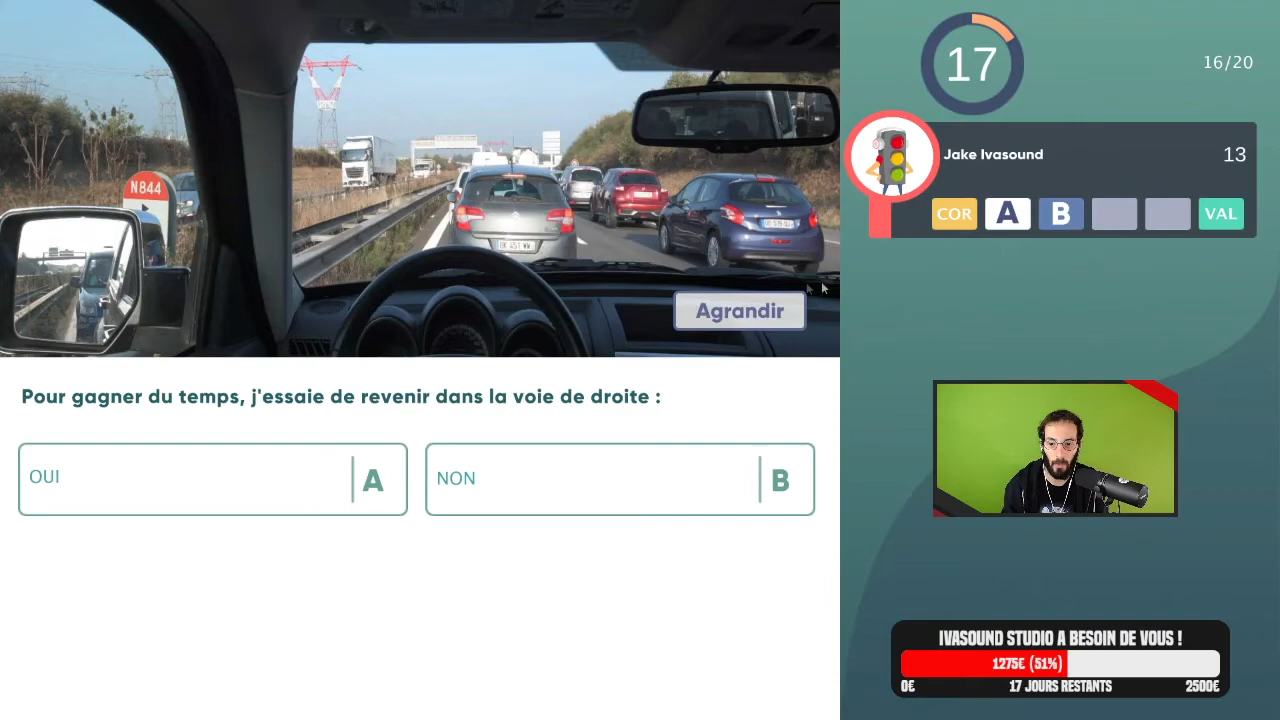 N844
Agrandir
Pour gagner du temps, j'essaie de revenir dans la voie de droite :
OUI
A
NON
B
17
16/20
Jake Ivasound
13
COR
A
B
VAL
IVASOUND STUDIO A BESOIN DE VOUS !
1275€ (51%)
0€
17 JOURS RESTANTS
2500€